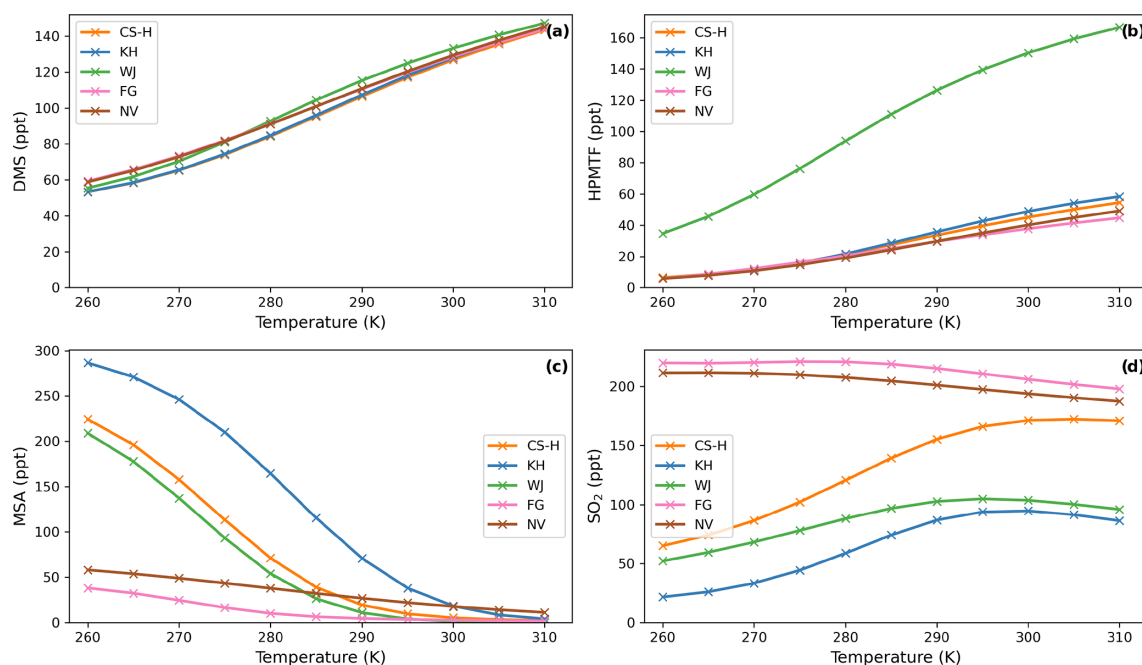 (a)
CS-H
KH
WJ
FG
NV
DMS (ppt)
140
120
100
80
60
40
20
0
260 270 280 290 300 310
Temperature (K)
(b)
CS-H
KH
WJ
FG
NV
HPMTF (ppt)
160
140
120
100
80
60
40
20
0
260 270 280 290 300 310
Temperature (K)
(c)
CS-H
KH
WJ
FG
NV
MSA (ppt)
300
250
200
150
100
50
0
260 270 280 290 300 310
Temperature (K)
(d)
CS-H
KH
WJ
FG
NV
SO₂ (ppt)
200
150
100
50
0
260 270 280 290 300 310
Temperature (K)